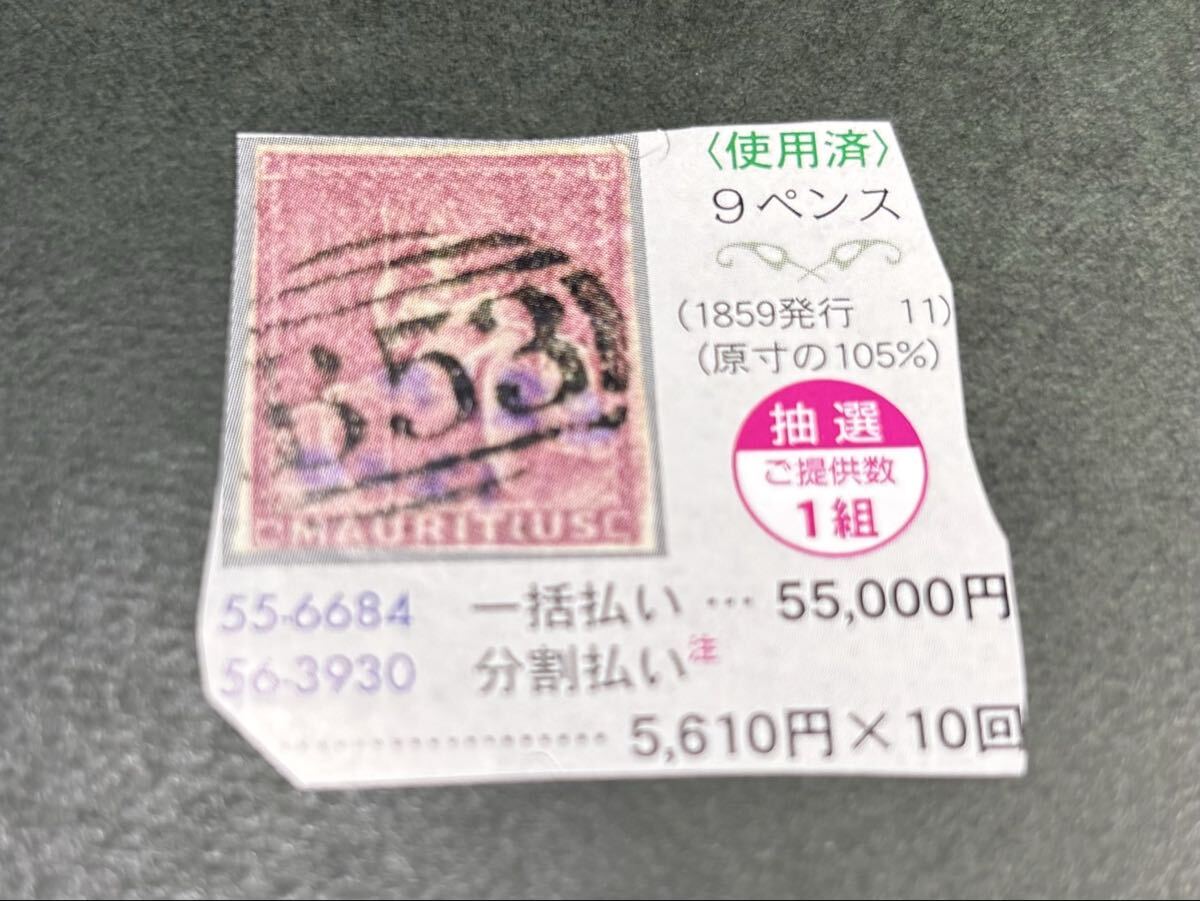 〈使用済〉
9ペンス
(1859発行 11)
(原寸の105%)
抽選
ご提供数
1組
53
MAURITIUS
55-6684 一括払い … 55,000円
56-3930 分割払い注
……………… 5,610円×10回